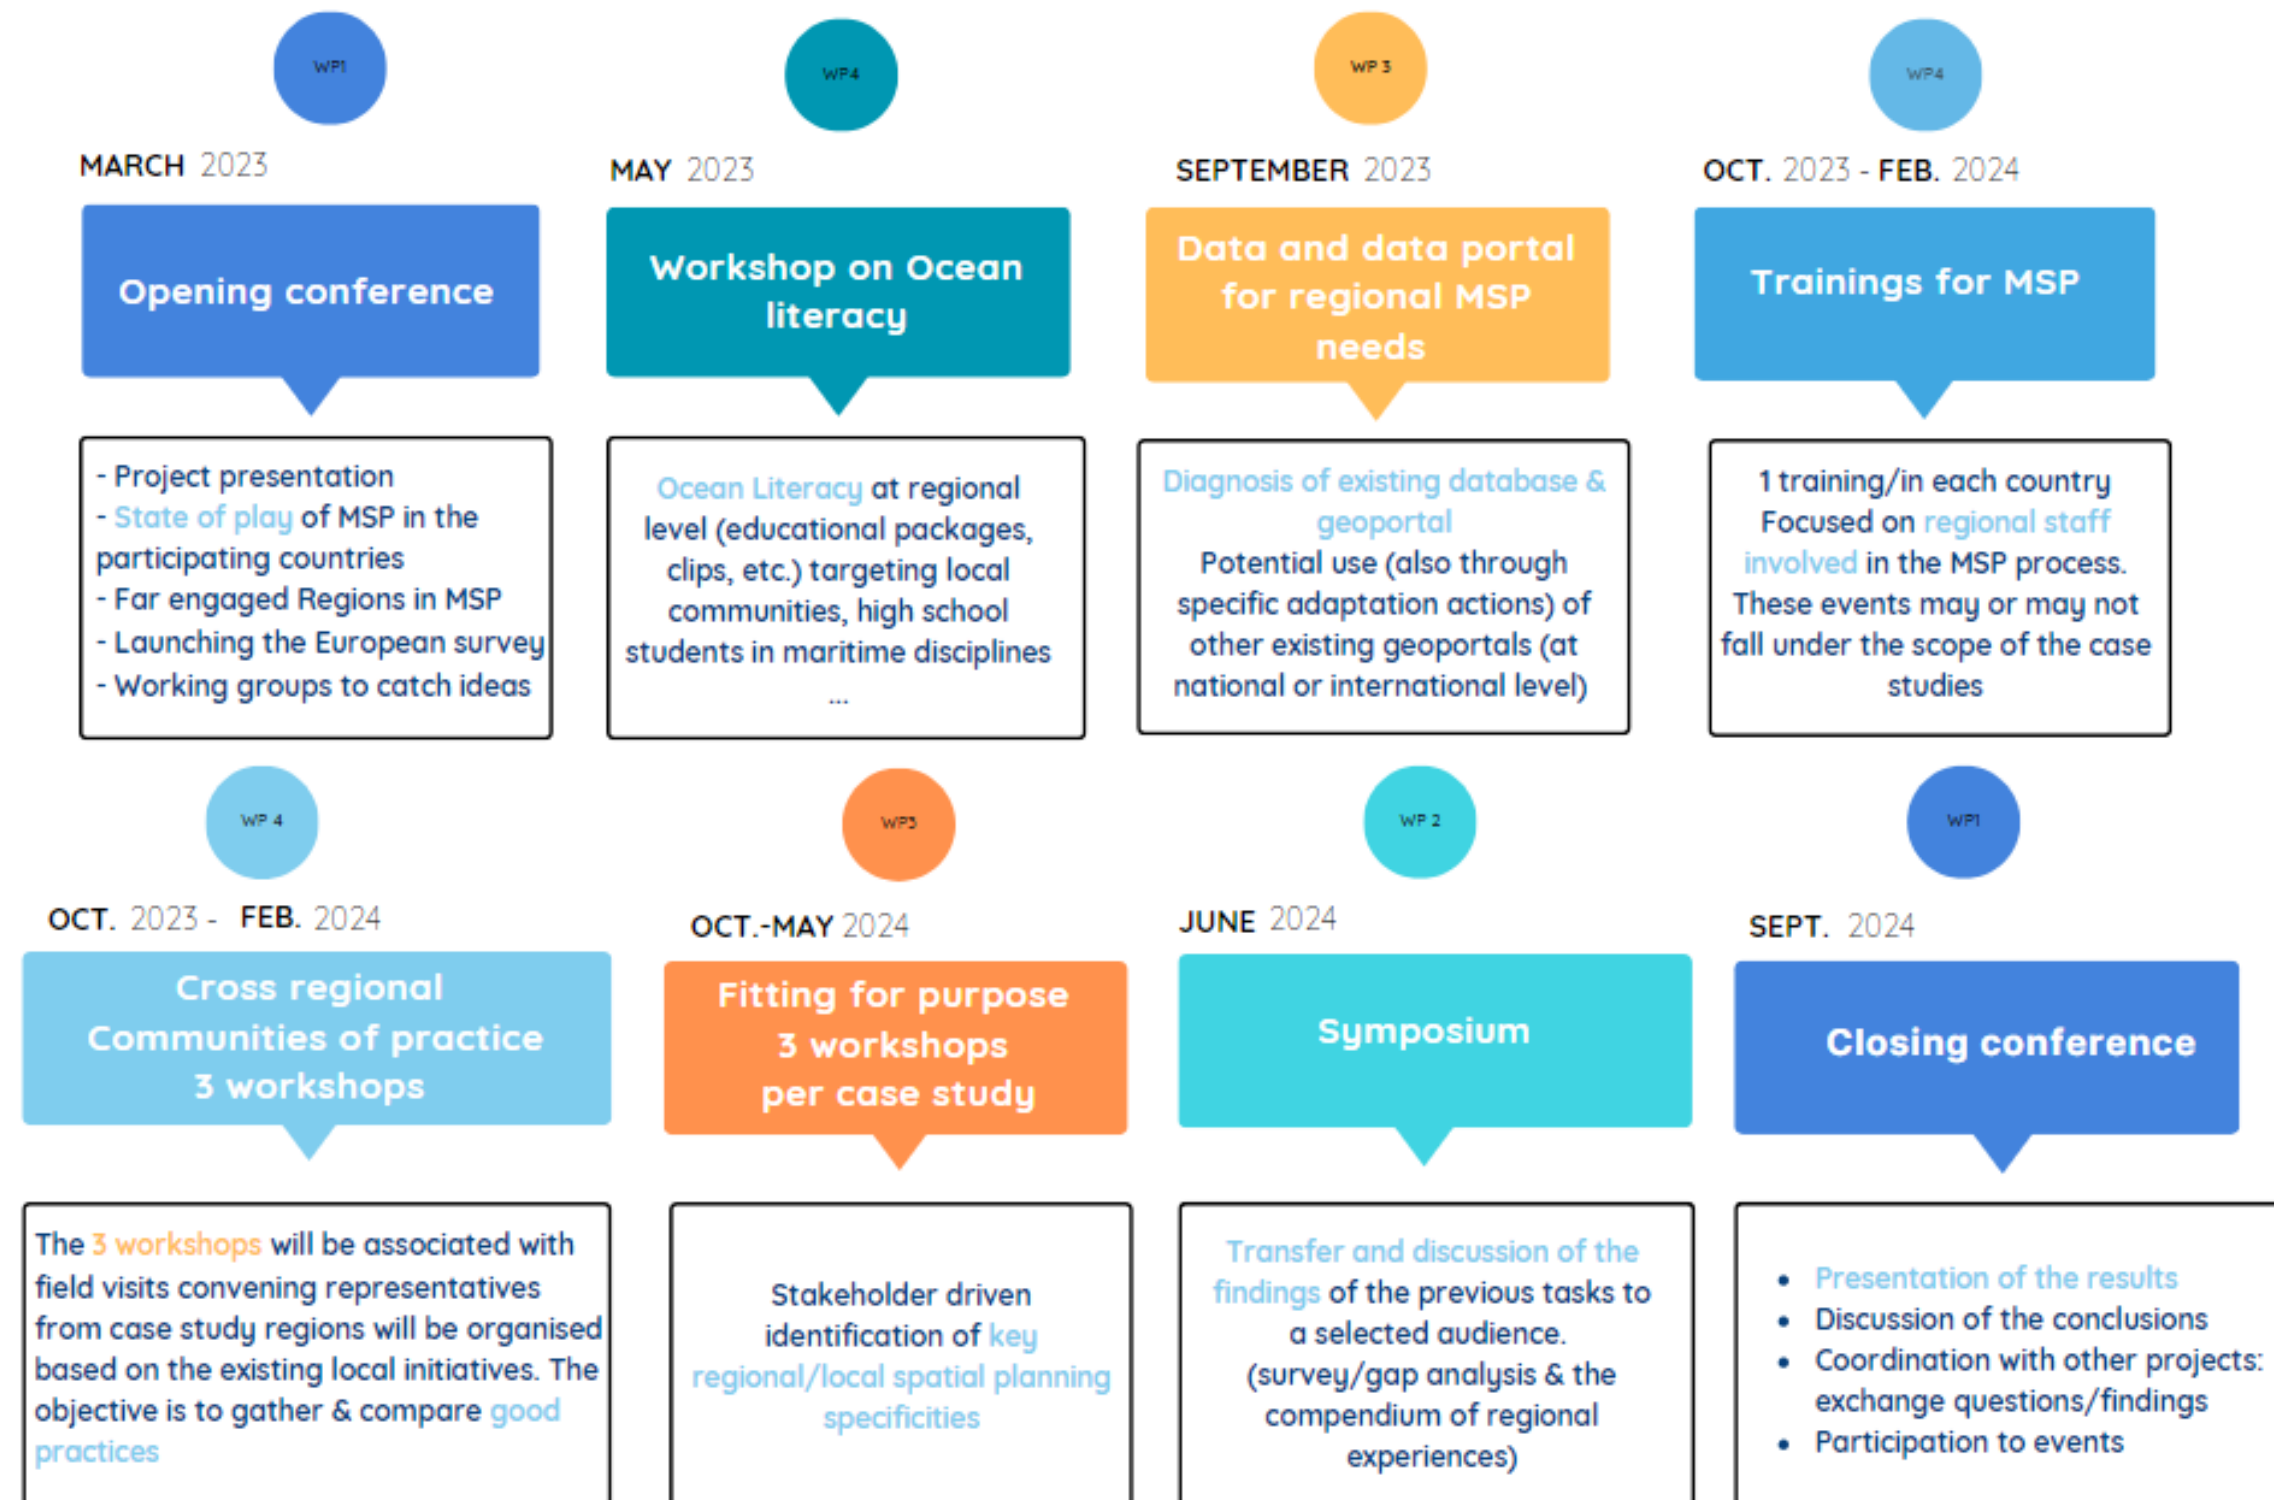 WP1
MARCH 2023
Opening conference
- Project presentation
- State of play of MSP in the
participating countries
- Far engaged Regions in MSP
- Launching the European survey
- Working groups to catch ideas
WP4
MAY 2023
Workshop on Ocean
literacy
Ocean Literacy at regional
level (educational packages,
clips, etc.) targeting local
communities, high school
students in maritime disciplines
...
WP 3
SEPTEMBER 2023
Data and data portal
for regional MSP
needs
Diagnosis of existing database &
geoportal
Potential use (also through
specific adaptation actions) of
other existing geoportals (at
national or international level)
WP4
OCT. 2023 - FEB. 2024
Trainings for MSP
1 training/in each country
Focused on regional staff
involved in the MSP process.
These events may or may not
fall under the scope of the case
studies
WP 4
OCT. 2023 - FEB. 2024
Cross regional
Communities of practice
3 workshops
The 3 workshops will be associated with
field visits convening representatives
from case study regions will be organised
based on the existing local initiatives. The
objective is to gather & compare good
practices
WP3
OCT.-MAY 2024
Fitting for purpose
3 workshops
per case study
Stakeholder driven
identification of key
regional/local spatial planning
specificities
WP 2
JUNE 2024
Symposium
Transfer and discussion of the
findings of the previous tasks to
a selected audience.
(survey/gap analysis & the
compendium of regional
experiences)
WP1
SEPT. 2024
Closing conference
• Presentation of the results
• Discussion of the conclusions
• Coordination with other projects:
exchange questions/findings
• Participation to events